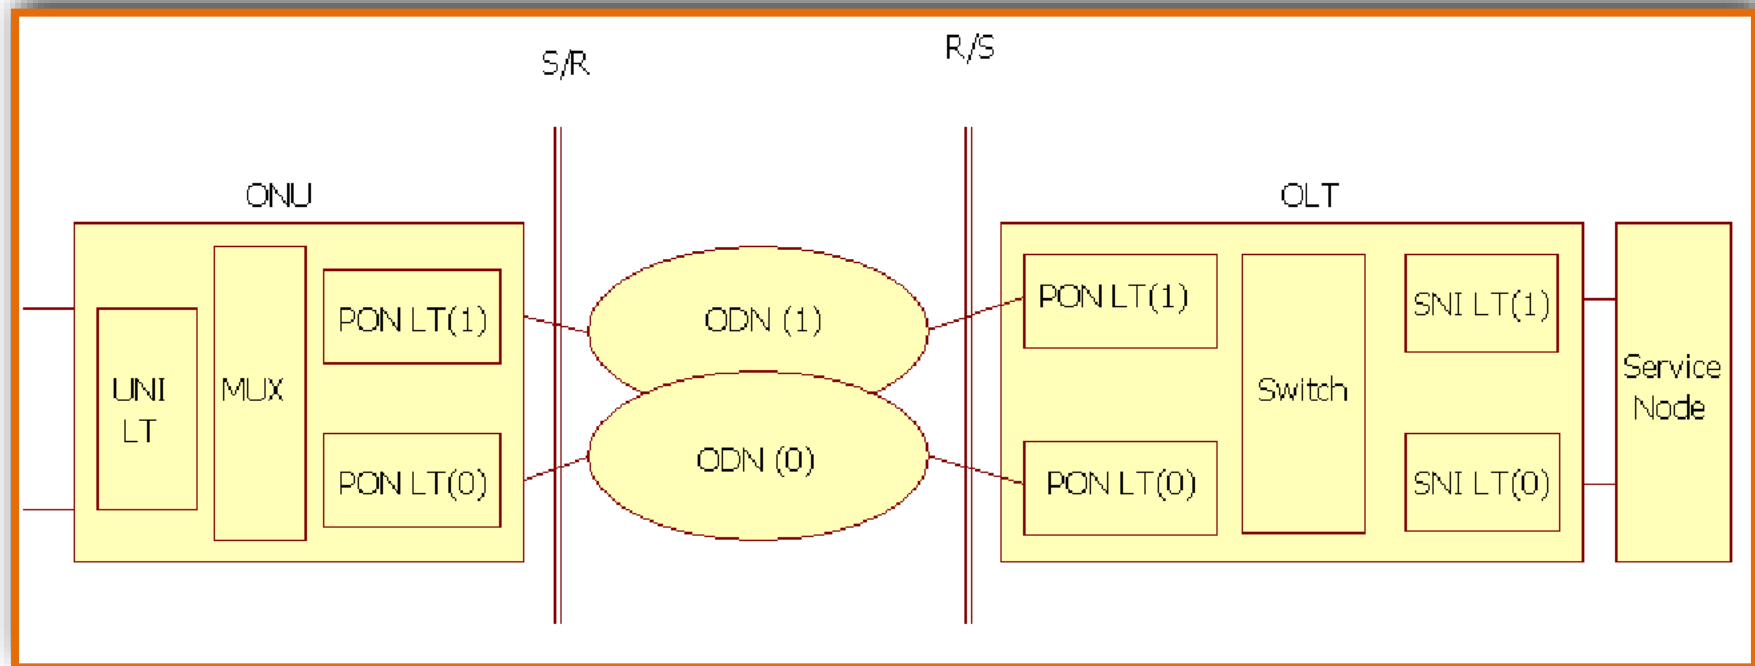 S/R
R/S
ONU
OLT
UNI
LT
MUX
PON LT(1)
PON LT(0)
ODN (1)
ODN (0)
PON LT(1)
PON LT(0)
Switch
SNI LT(1)
SNI LT(0)
Service
Node